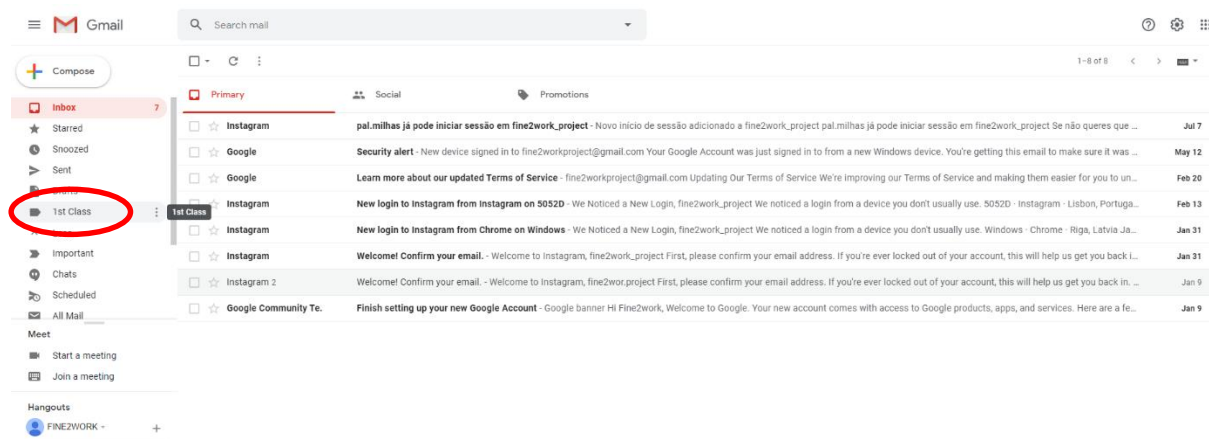 Gmail
Search mail
Compose
1-8 of 8
Inbox 7
Primary Social Promotions
Starred
Instagram pal.milhas já pode iniciar sessão em fine2work_project - Novo início de sessão adicionado a fine2work_project pal.milhas já pode iniciar sessão em fine2work_project Se não queres que ... Jul 7
Snoozed
Google Security alert - New device signed in to fine2workproject@gmail.com Your Google Account was just signed in to from a new Windows device. You're getting this email to make sure it was ... May 12
Sent
Google Learn more about our updated Terms of Service - fine2workproject@gmail.com Updating Our Terms of Service We're improving our Terms of Service and making them easier for you to un... Feb 20
1st Class 1st Class
Instagram New login to Instagram from Instagram on 5052D - We Noticed a New Login, fine2work_project We noticed a login from a device you don't usually use. 5052D · Instagram · Lisbon, Portuga... Feb 13
Instagram New login to Instagram from Chrome on Windows - We Noticed a New Login, fine2work_project We noticed a login from a device you don't usually use. Windows · Chrome · Riga, Latvia Ja... Jan 31
Important
Instagram Welcome! Confirm your email. - Welcome to Instagram, fine2work_project First, please confirm your email address. If you're ever locked out of your account, this will help us get you back i... Jan 31
Chats
Instagram 2 Welcome! Confirm your email. - Welcome to Instagram, fine2wor.project First, please confirm your email address. If you're ever locked out of your account, this will help us get you back in. ... Jan 9
Scheduled
Google Community Te. Finish setting up your new Google Account - Google banner Hi Fine2work, Welcome to Google. Your new account comes with access to Google products, apps, and services. Here are a fe... Jan 9
All Mail
Meet
Start a meeting
Join a meeting
Hangouts
FINE2WORK